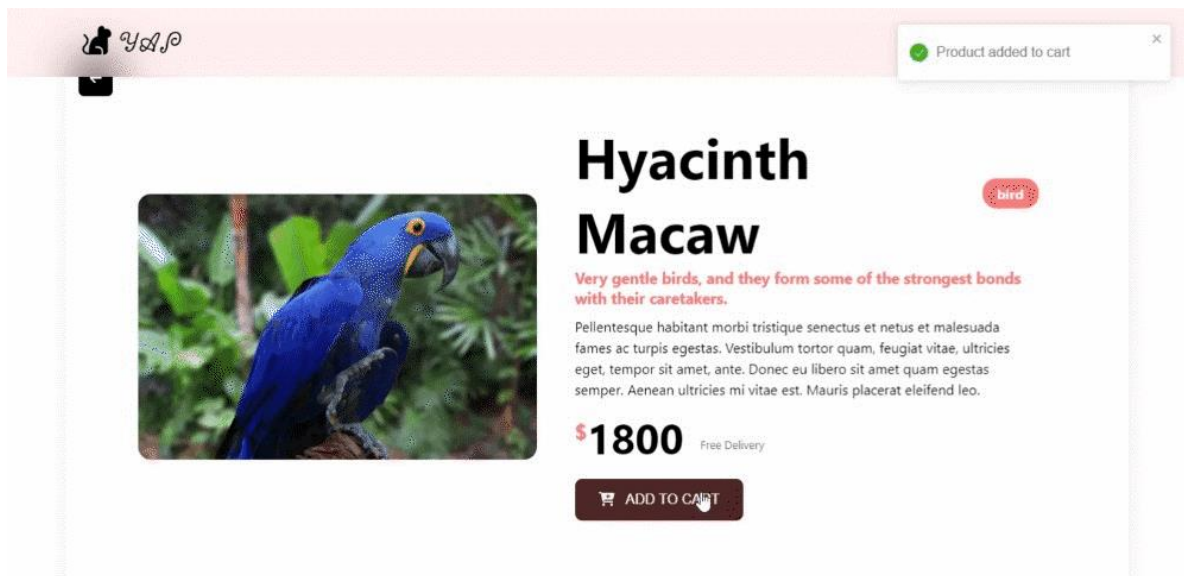 YAP
Product added to cart
Hyacinth
Macaw
bird
Very gentle birds, and they form some of the strongest bonds
with their caretakers.
Pellentesque habitant morbi tristique senectus et netus et malesuada
fames ac turpis egestas. Vestibulum tortor quam, feugiat vitae, ultricies
eget, tempor sit amet, ante. Donec eu libero sit amet quam egestas
semper. Aenean ultricies mi vitae est. Mauris placerat eleifend leo.
$1800 Free Delivery
ADD TO CART